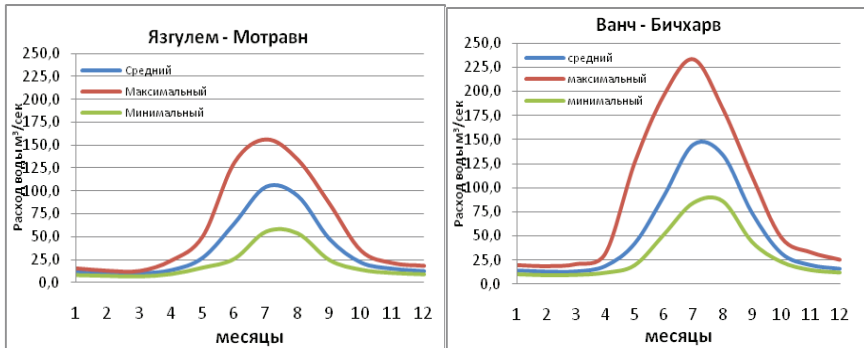 Язгулем - Мотравн
Расход воды м³/сек
250,0
225,0
200,0
175,0
150,0
125,0
100,0
75,0
50,0
25,0
0,0
Средний
Максимальный
Минимальный
1 2 3 4 5 6 7 8 9 10 11 12
месяцы
Ванч - Бичхарв
Расход воды м³/сек
250,0
225,0
200,0
175,0
150,0
125,0
100,0
75,0
50,0
25,0
0,0
средний
максимальный
минимальный
1 2 3 4 5 6 7 8 9 10 11 12
месяцы